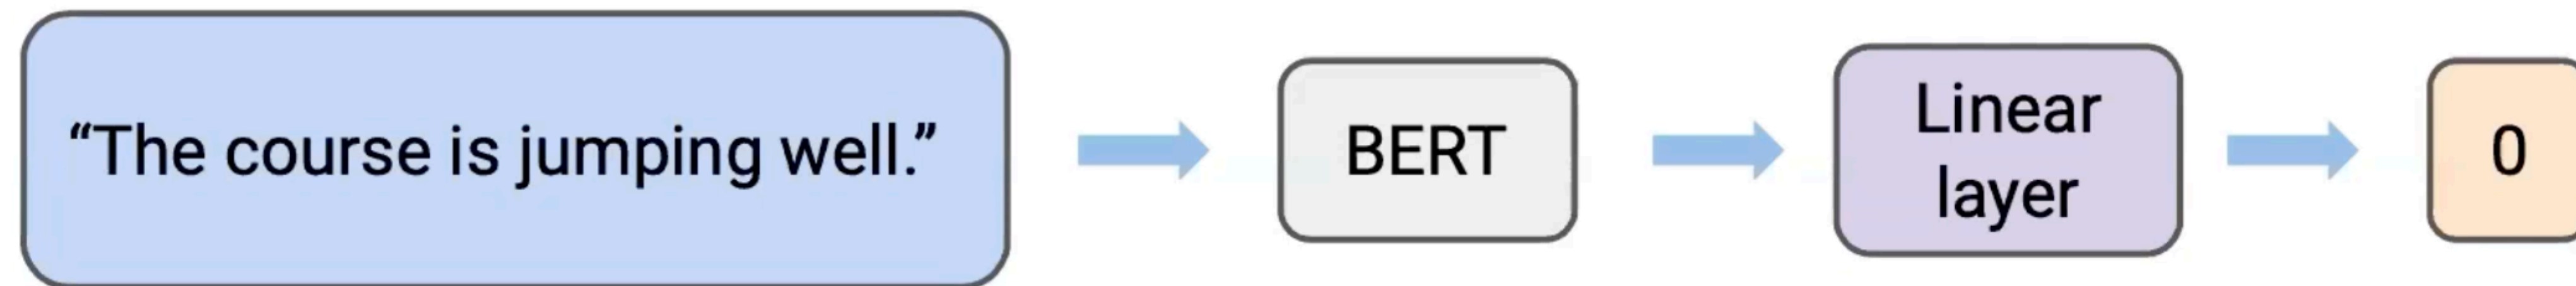 “The course is jumping well.”
BERT
Linear
layer
0